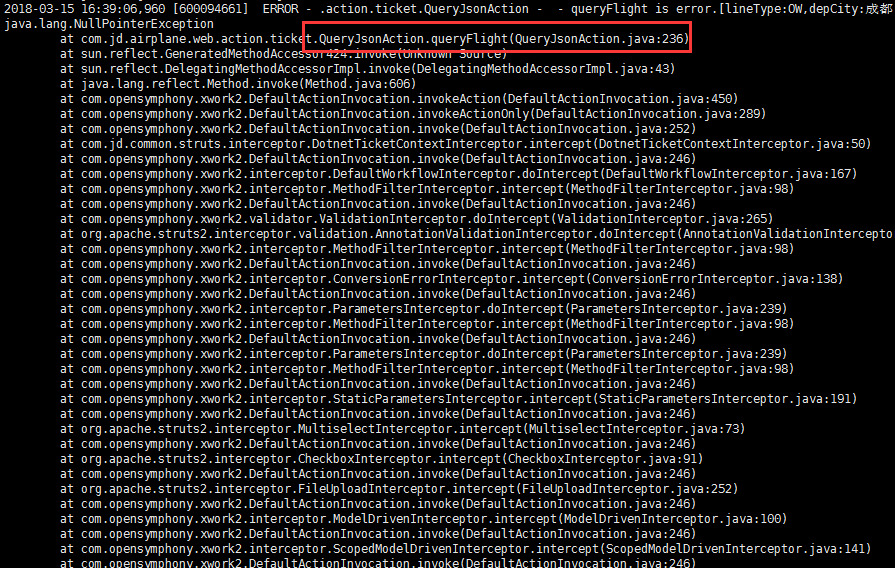 2018-03-15 16:39:06,960 [600094661]  ERROR - .action.ticket.QueryJsonAction -  - queryFlight is error.[lineType:OW,depCity:成都
java.lang.NullPointerException
at com.jd.airplane.web.action.ticket.QueryJsonAction.queryFlight(QueryJsonAction.java:236)
at sun.reflect.GeneratedMethodAccessor424.invoke(Unknown Source)
at sun.reflect.DelegatingMethodAccessorImpl.invoke(DelegatingMethodAccessorImpl.java:43)
at java.lang.reflect.Method.invoke(Method.java:606)
at com.opensymphony.xwork2.DefaultActionInvocation.invokeAction(DefaultActionInvocation.java:450)
at com.opensymphony.xwork2.DefaultActionInvocation.invokeActionOnly(DefaultActionInvocation.java:289)
at com.opensymphony.xwork2.DefaultActionInvocation.invoke(DefaultActionInvocation.java:252)
at com.jd.common.struts.interceptor.DotnetTicketContextInterceptor.intercept(DotnetTicketContextInterceptor.java:50)
at com.opensymphony.xwork2.DefaultActionInvocation.invoke(DefaultActionInvocation.java:246)
at com.opensymphony.xwork2.interceptor.DefaultWorkflowInterceptor.doIntercept(DefaultWorkflowInterceptor.java:167)
at com.opensymphony.xwork2.interceptor.MethodFilterInterceptor.intercept(MethodFilterInterceptor.java:98)
at com.opensymphony.xwork2.DefaultActionInvocation.invoke(DefaultActionInvocation.java:246)
at com.opensymphony.xwork2.validator.ValidationInterceptor.doIntercept(ValidationInterceptor.java:265)
at org.apache.struts2.interceptor.validation.AnnotationValidationInterceptor.doIntercept(AnnotationValidationIntercepto
at com.opensymphony.xwork2.interceptor.MethodFilterInterceptor.intercept(MethodFilterInterceptor.java:98)
at com.opensymphony.xwork2.DefaultActionInvocation.invoke(DefaultActionInvocation.java:246)
at com.opensymphony.xwork2.interceptor.ConversionErrorInterceptor.intercept(ConversionErrorInterceptor.java:138)
at com.opensymphony.xwork2.DefaultActionInvocation.invoke(DefaultActionInvocation.java:246)
at com.opensymphony.xwork2.interceptor.ParametersInterceptor.doIntercept(ParametersInterceptor.java:239)
at com.opensymphony.xwork2.interceptor.MethodFilterInterceptor.intercept(MethodFilterInterceptor.java:98)
at com.opensymphony.xwork2.DefaultActionInvocation.invoke(DefaultActionInvocation.java:246)
at com.opensymphony.xwork2.interceptor.ParametersInterceptor.doIntercept(ParametersInterceptor.java:239)
at com.opensymphony.xwork2.interceptor.MethodFilterInterceptor.intercept(MethodFilterInterceptor.java:98)
at com.opensymphony.xwork2.DefaultActionInvocation.invoke(DefaultActionInvocation.java:246)
at com.opensymphony.xwork2.interceptor.StaticParametersInterceptor.intercept(StaticParametersInterceptor.java:191)
at com.opensymphony.xwork2.DefaultActionInvocation.invoke(DefaultActionInvocation.java:246)
at org.apache.struts2.interceptor.MultiselectInterceptor.intercept(MultiselectInterceptor.java:73)
at com.opensymphony.xwork2.DefaultActionInvocation.invoke(DefaultActionInvocation.java:246)
at org.apache.struts2.interceptor.CheckboxInterceptor.intercept(CheckboxInterceptor.java:91)
at com.opensymphony.xwork2.DefaultActionInvocation.invoke(DefaultActionInvocation.java:246)
at org.apache.struts2.interceptor.FileUploadInterceptor.intercept(FileUploadInterceptor.java:252)
at com.opensymphony.xwork2.DefaultActionInvocation.invoke(DefaultActionInvocation.java:246)
at com.opensymphony.xwork2.interceptor.ModelDrivenInterceptor.intercept(ModelDrivenInterceptor.java:100)
at com.opensymphony.xwork2.DefaultActionInvocation.invoke(DefaultActionInvocation.java:246)
at com.opensymphony.xwork2.interceptor.ScopedModelDrivenInterceptor.intercept(ScopedModelDrivenInterceptor.java:141)
at com.opensymphony.xwork2.DefaultActionInvocation.invoke(DefaultActionInvocation.java:246)